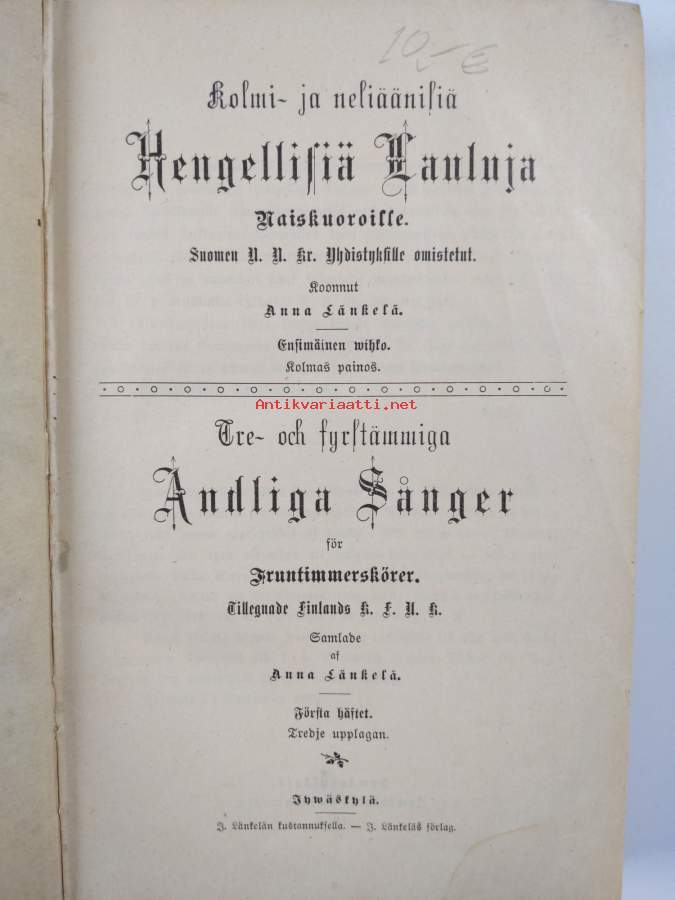 10,- €
Kolmi- ja neliäänisiä
Hengellisiä Lauluja
Naiskuoroille.
Suomen N. N. Kr. Yhdistyksille omistetut.
Koonnut
Anna Länkelä.
Ensimäinen wihko.
Kolmas painos.
Antikvariaatti.net
Tre- och fyrstämmiga
Andliga Sånger
för
Fruntimmerskörer.
Tillegnade Finlands K. F. U. K.
Samlade
af
Anna Länkelä.
Första häftet.
Tredje upplagan.
Jywäskylä.
J. Länkelän kustannuksella. — J. Länkeläs förlag.